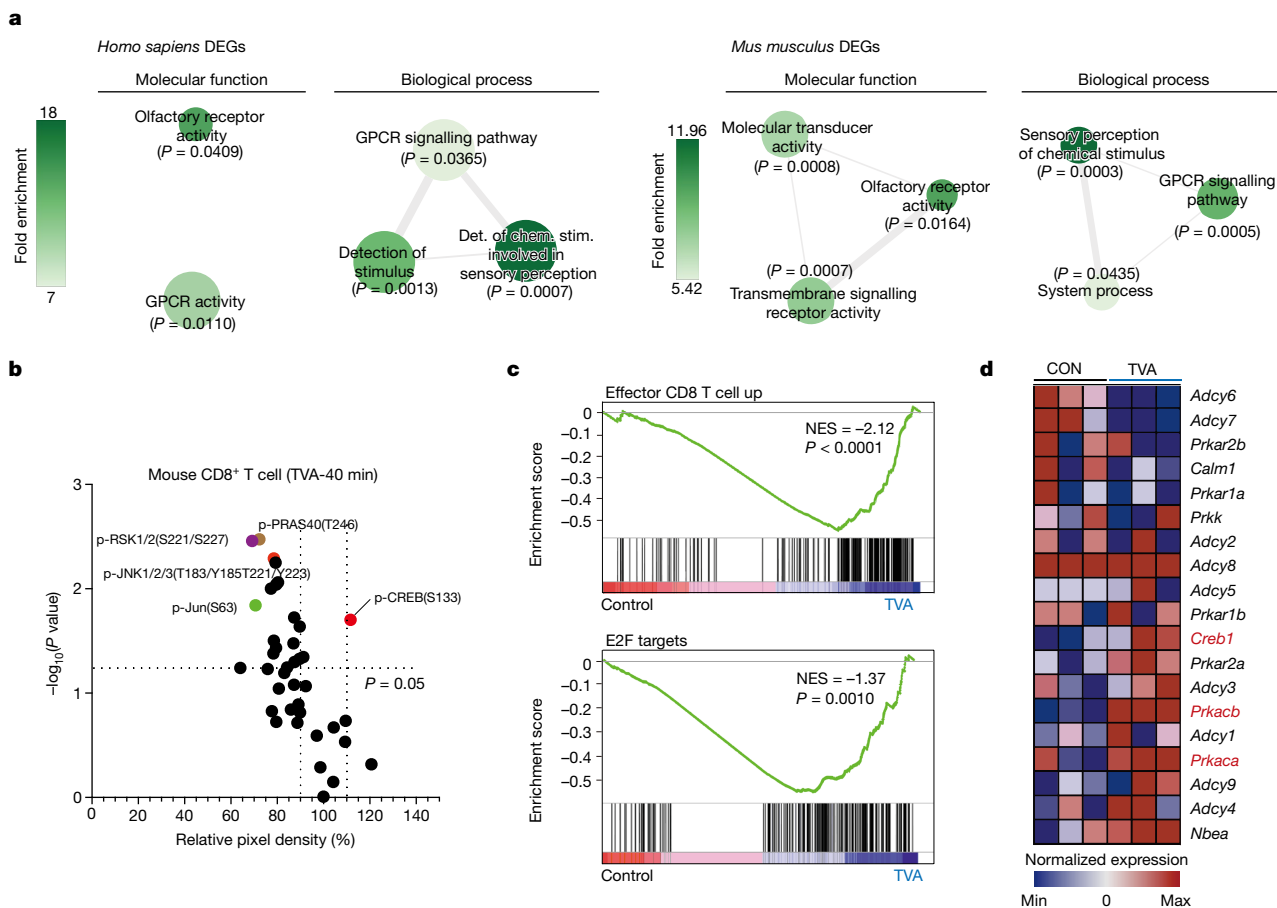 a
Homo sapiens DEGs
Molecular function
Biological process
18
Fold enrichment
7
Olfactory receptor
activity
(P = 0.0409)
GPCR activity
(P = 0.0110)
GPCR signalling pathway
(P = 0.0365)
Detection of
stimulus
(P = 0.0013)
Det. of chem. stim.
involved in
sensory perception
(P = 0.0007)
Mus musculus DEGs
Molecular function
Biological process
11.96
Fold enrichment
5.42
Molecular transducer
activity
(P = 0.0008)
Olfactory receptor
activity
(P = 0.0164)
(P = 0.0007)
Transmembrane signalling
receptor activity
Sensory perception
of chemical stimulus
(P = 0.0003)
GPCR signalling
pathway
(P = 0.0005)
(P = 0.0435)
System process
b
Mouse CD8+ T cell (TVA-40 min)
3
2
1
0
−log10(P value)
p-PRAS40(T246)
p-RSK1/2(S221/S227)
p-JNK1/2/3(T183/Y185T221/Y223)
p-Jun(S63)
p-CREB(S133)
P = 0.05
0 20 40 60 80 100 120 140
Relative pixel density (%)
c
Effector CD8 T cell up
0
−0.1
−0.2
−0.3
−0.4
−0.5
Enrichment score
NES = −2.12
P < 0.0001
Control
TVA
E2F targets
0
−0.1
−0.2
−0.3
−0.4
−0.5
Enrichment score
NES = −1.37
P = 0.0010
Control
TVA
d
CON TVA
Adcy6
Adcy7
Prkar2b
Calm1
Prkar1a
Prkk
Adcy2
Adcy8
Adcy5
Prkar1b
Creb1
Prkar2a
Adcy3
Prkacb
Adcy1
Prkaca
Adcy9
Adcy4
Nbea
Normalized expression
Min 0 Max